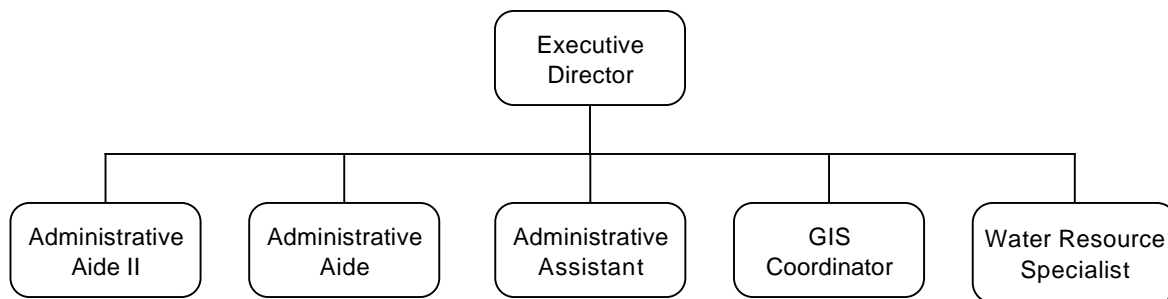 Executive
Director
Administrative
Aide II
Administrative
Aide
Administrative
Assistant
GIS
Coordinator
Water Resource
Specialist